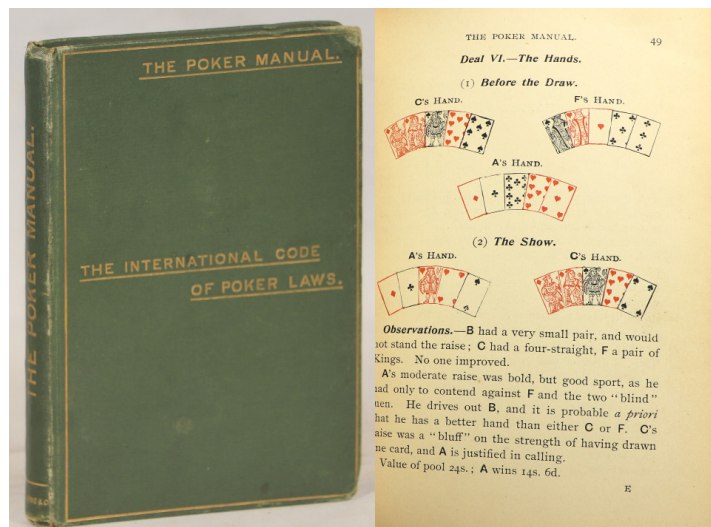 THE POKER MANUAL.
THE POKER MANUAL.
THE INTERNATIONAL CODE
OF POKER LAWS.
THE POKER MANUAL.
49
Deal VI.—The Hands.
(1) Before the Draw.
C's Hand.
F's Hand.
A's Hand.
(2) The Show.
A's Hand.
C's Hand.
Observations.—B had a very small pair, and would
not stand the raise; C had a four-straight, F a pair of
Kings. No one improved.
A's moderate raise was bold, but good sport, as he
had only to contend against F and the two "blind"
men. He drives out B, and it is probable a priori
that he has a better hand than either C or F. C's
raise was a "bluff" on the strength of having drawn
one card, and A is justified in calling.
Value of pool 24s.; A wins 14s. 6d.
E